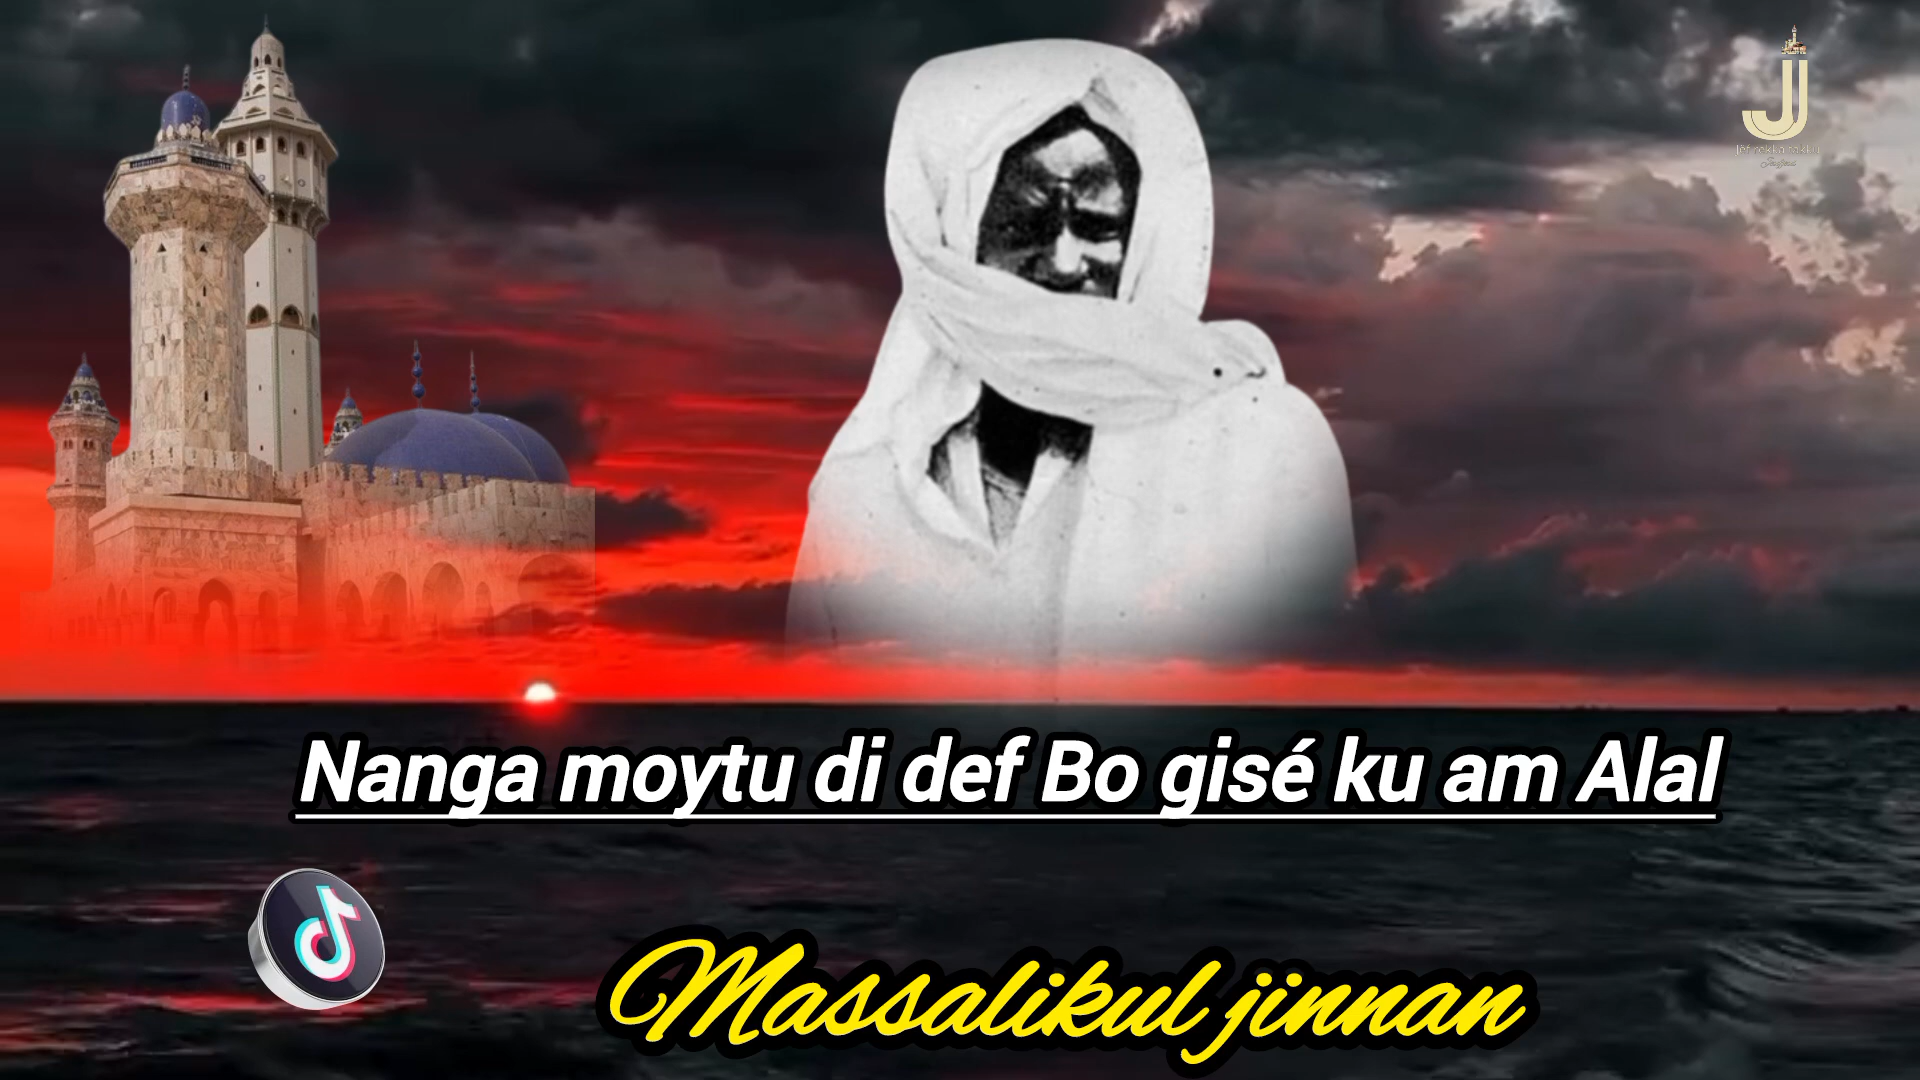 Nanga moytu di def Bo gisé ku am Alal
Massalikul jinnan